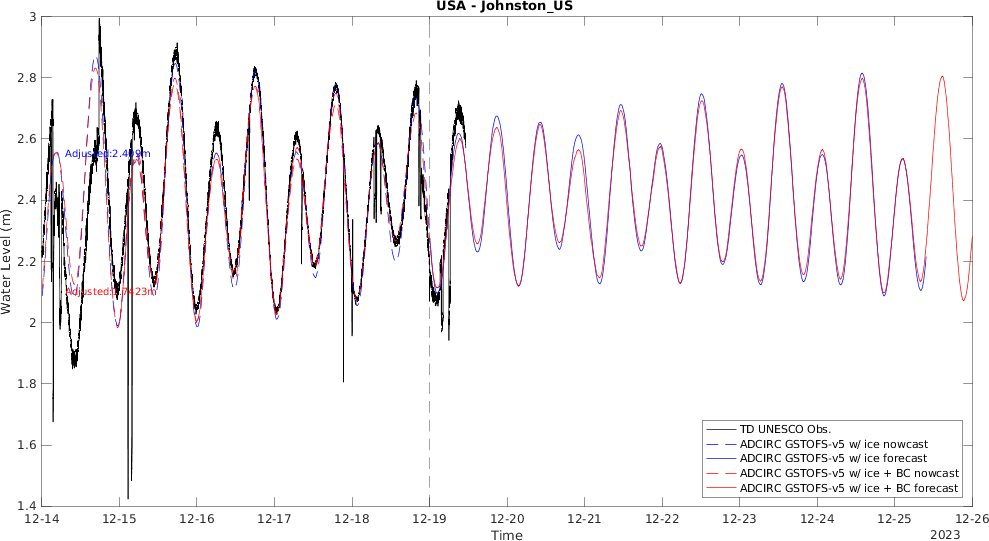 USA - Johnston_US
Water Level (m)
3
2.8
2.6
2.4
2.2
2
1.8
1.6
1.4
TD UNESCO Obs.
ADCIRC GSTOFS-v5 w/ ice nowcast
ADCIRC GSTOFS-v5 w/ ice forecast
ADCIRC GSTOFS-v5 w/ ice + BC nowcast
ADCIRC GSTOFS-v5 w/ ice + BC forecast
12-14 12-15 12-16 12-17 12-18 12-19 12-20 12-21 12-22 12-23 12-24 12-25 12-26
Time
2023